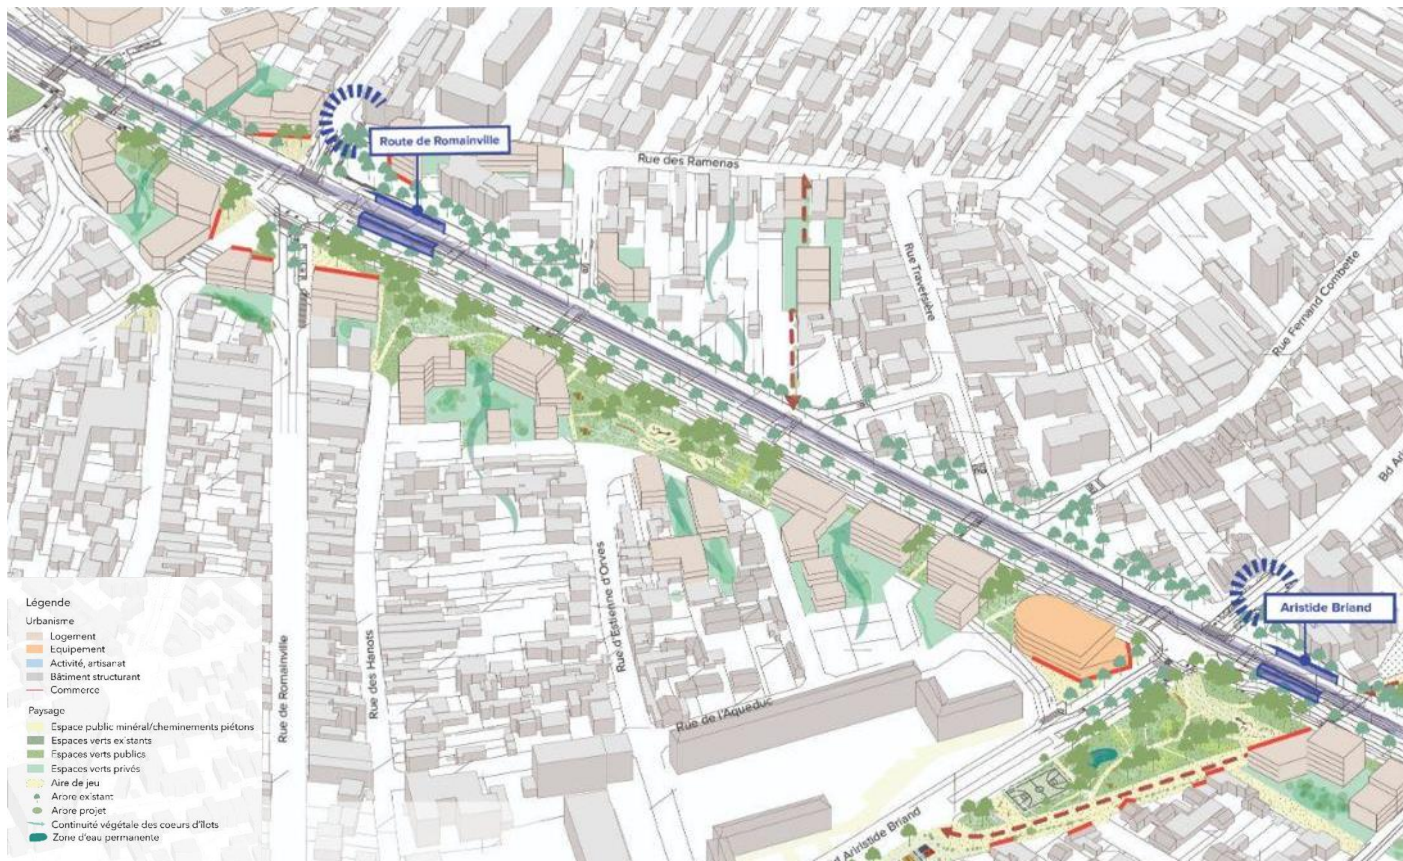 Route de Romainville
Rue des Ramenas
Rue Traversière
Rue Fernand Combette
Aristide Briand
Rue d'Estienne d'Orves
Rue de l'Aqueduc
Rue des Hanots
Rue de Romainville
Bd Ari
d Ariristide Briand
Légende
Urbanisme
Logement
Equipement
Activité, artisanat
Bâtiment structurant
Commerce
Paysage
Espace public minéral/cheminements piétons
Espaces verts existants
Espaces verts publics
Espaces verts privés
Aire de jeu
Arbre existant
Arbre projet
Continuité végétale des coeurs d'îlots
Zone d'eau permanente